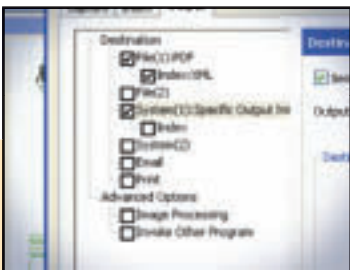 Destination
File(1):PDF
Index:XML
File(2)
System(1):Specific Output
Index
System(2)
Email
Print
Advanced Options
Image Processing
Invoke Other Program
Output